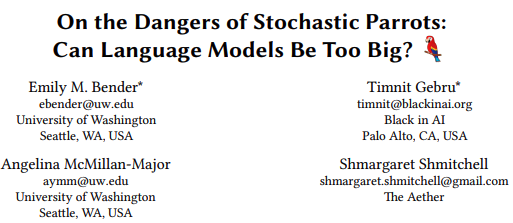 On the Dangers of Stochastic Parrots:
Can Language Models Be Too Big? 🦜
Emily M. Bender*
ebender@uw.edu
University of Washington
Seattle, WA, USA
Timnit Gebru*
timnit@blackinai.org
Black in AI
Palo Alto, CA, USA
Angelina McMillan-Major
aymm@uw.edu
University of Washington
Seattle, WA, USA
Shmargaret Shmitchell
shmargaret.shmitchell@gmail.com
The Aether